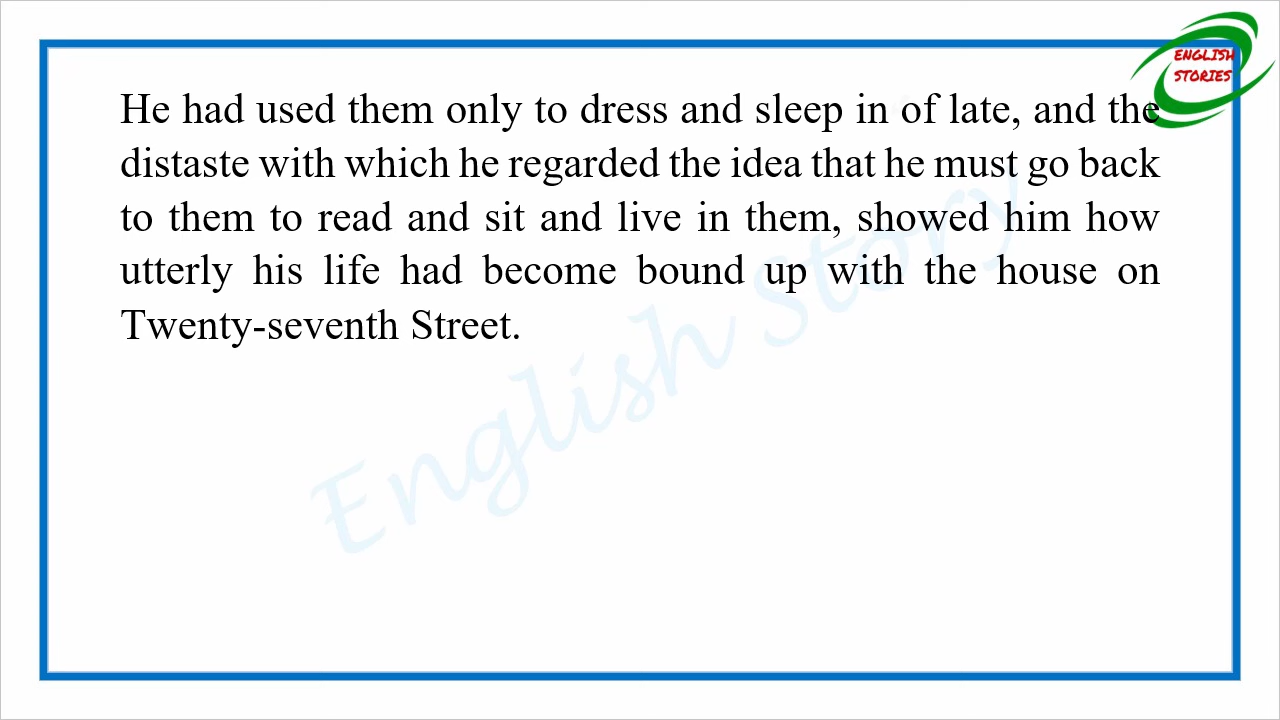 ENGLISH
STORIES
He had used them only to dress and sleep in of late, and the
distaste with which he regarded the idea that he must go back
to them to read and sit and live in them, showed him how
utterly his life had become bound up with the house on
Twenty-seventh Street.
English Story